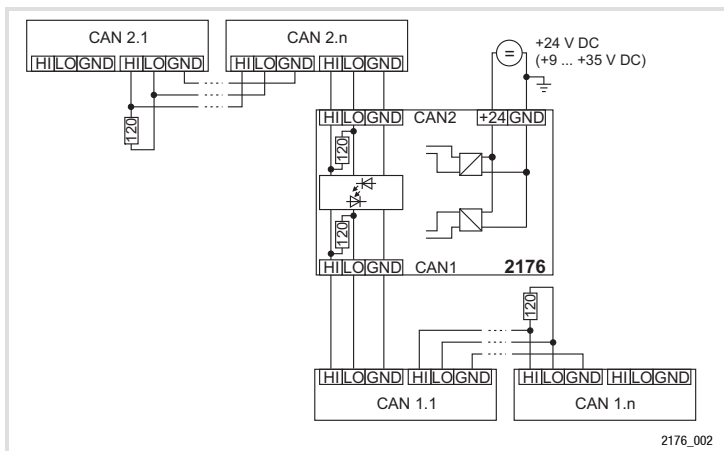 CAN 2.1
CAN 2.n
=
+24 V DC
(+9 ... +35 V DC)
HI LO GND HI LO GND
HI LO GND HI LO GND
120
HI LO GND CAN2 +24 GND
120
120
HI LO GND CAN1 2176
120
HI LO GND HI LO GND
HI LO GND HI LO GND
CAN 1.1
CAN 1.n
2176_002